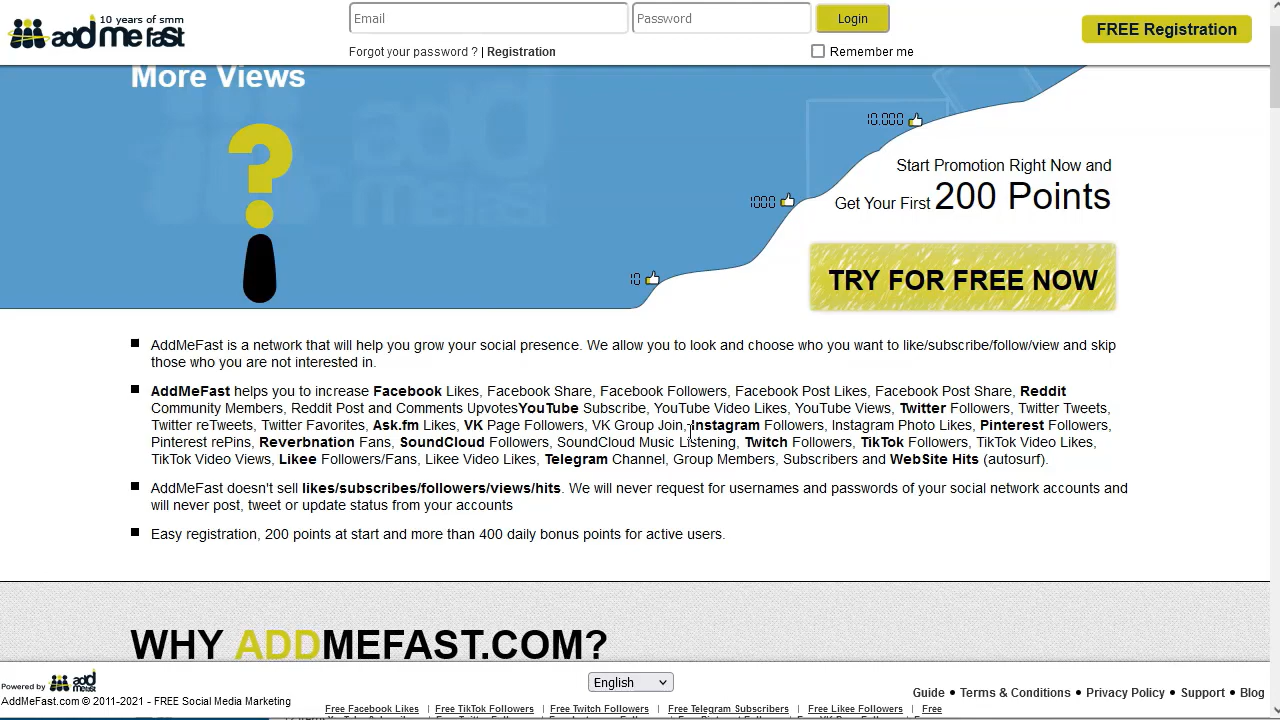 10 years of smm
add me fast
Email
Password
Login
Forgot your password ? | Registration
Remember me
FREE Registration
More Views
10.000
1000
10
Start Promotion Right Now and
Get Your First 200 Points
TRY FOR FREE NOW
AddMeFast is a network that will help you grow your social presence. We allow you to look and choose who you want to like/subscribe/follow/view and skip
those who you are not interested in.
AddMeFast helps you to increase Facebook Likes, Facebook Share, Facebook Followers, Facebook Post Likes, Facebook Post Share, Reddit
Community Members, Reddit Post and Comments UpvotesYouTube Subscribe, YouTube Video Likes, YouTube Views, Twitter Followers, Twitter Tweets,
Twitter reTweets, Twitter Favorites, Ask.fm Likes, VK Page Followers, VK Group Join, Instagram Followers, Instagram Photo Likes, Pinterest Followers,
Pinterest rePins, Reverbnation Fans, SoundCloud Followers, SoundCloud Music Listening, Twitch Followers, TikTok Followers, TikTok Video Likes,
TikTok Video Views, Likee Followers/Fans, Likee Video Likes, Telegram Channel, Group Members, Subscribers and WebSite Hits (autosurf).
AddMeFast doesn't sell likes/subscribes/followers/views/hits. We will never request for usernames and passwords of your social network accounts and
will never post, tweet or update status from your accounts
Easy registration, 200 points at start and more than 400 daily bonus points for active users.
WHY ADDMEFAST.COM?
Powered by add me fast
English
Guide • Terms & Conditions • Privacy Policy • Support • Blog
AddMeFast.com © 2011-2021 - FREE Social Media Marketing
Free Facebook Likes | Free TikTok Followers | Free Twitch Followers | Free Telegram Subscribers | Free Likee Followers | Free